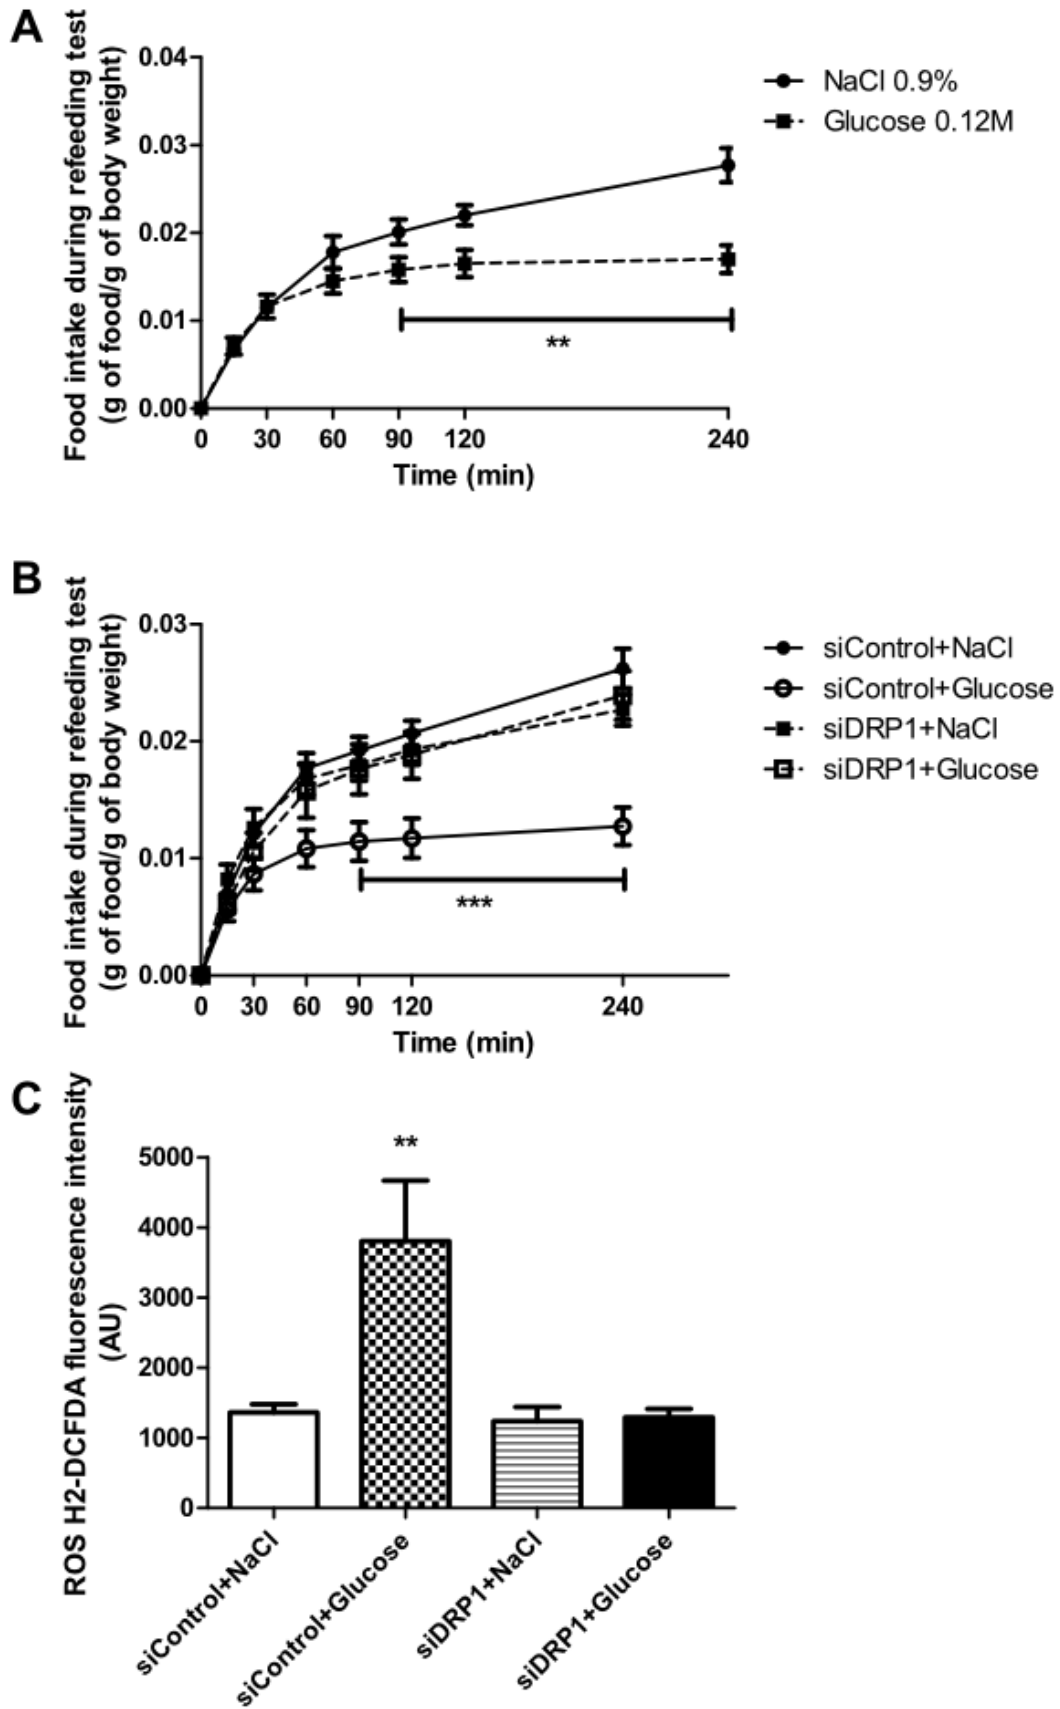 A
Food intake during refeeding test
(g of food/g of body weight)
0.04
0.03
0.02
0.01
0.00
0 30 60 90 120 240
Time (min)
NaCl 0.9%
Glucose 0.12M
**
B
Food intake during refeeding test
(g of food/g of body weight)
0.03
0.02
0.01
0.00
0 30 60 90 120 240
Time (min)
siControl+NaCl
siControl+Glucose
siDRP1+NaCl
siDRP1+Glucose
***
C
ROS H2-DCFDA fluorescence intensity
(AU)
5000
4000
3000
2000
1000
0
**
siControl+NaCl
siControl+Glucose
siDRP1+NaCl
siDRP1+Glucose